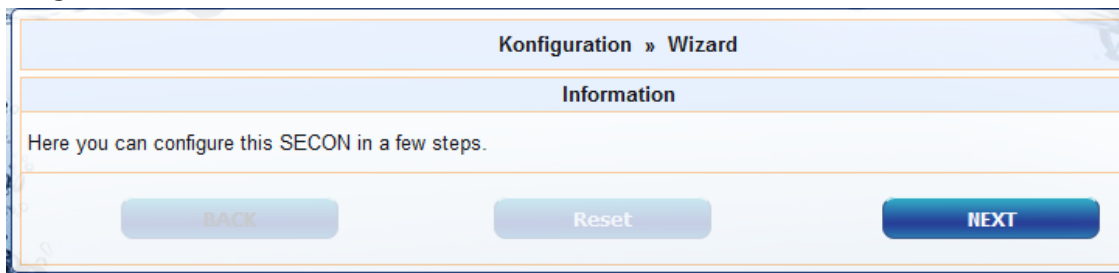 Konfiguration » Wizard
Information
Here you can configure this SECON in a few steps.
BACK Reset NEXT